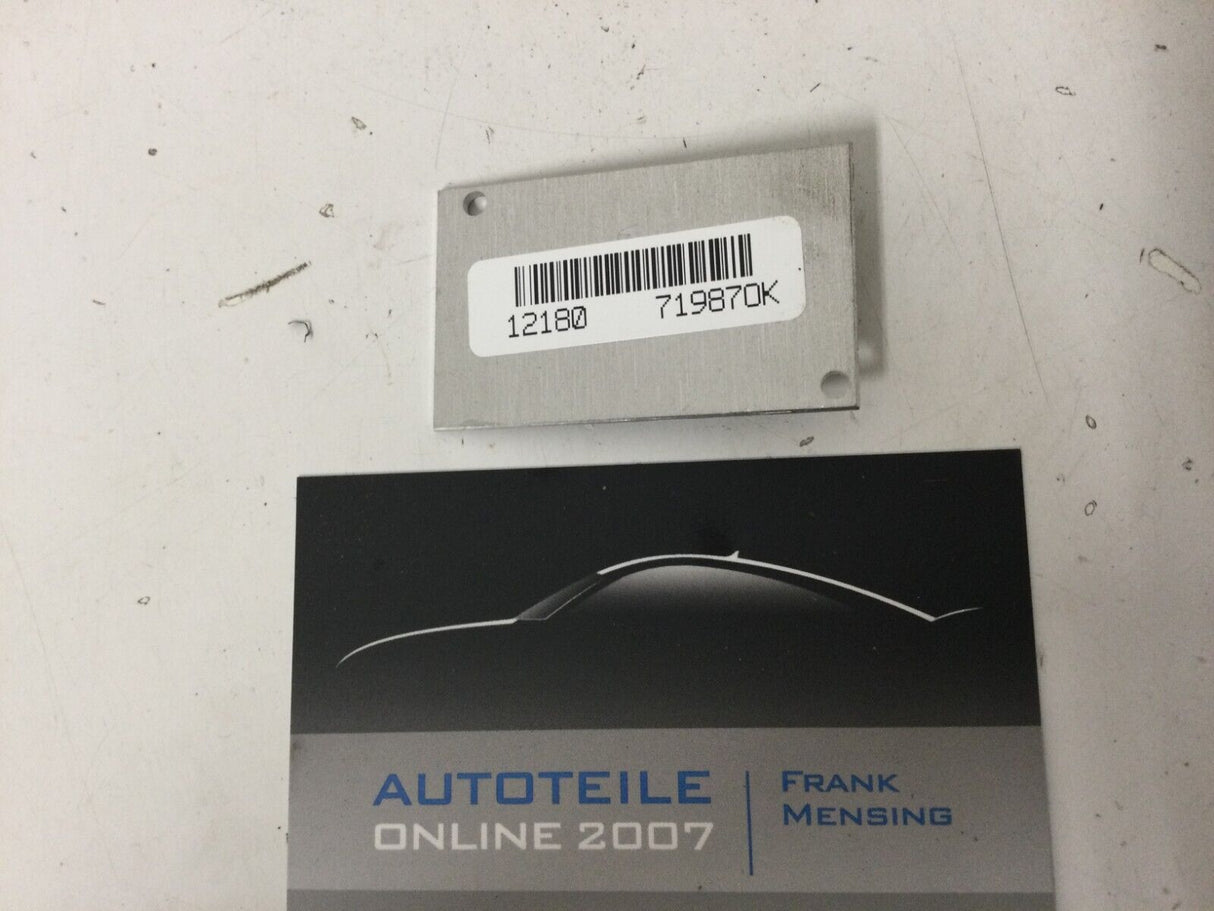 12180 719870K
AUTOTEILE
ONLINE 2007
FRANK
MENSING